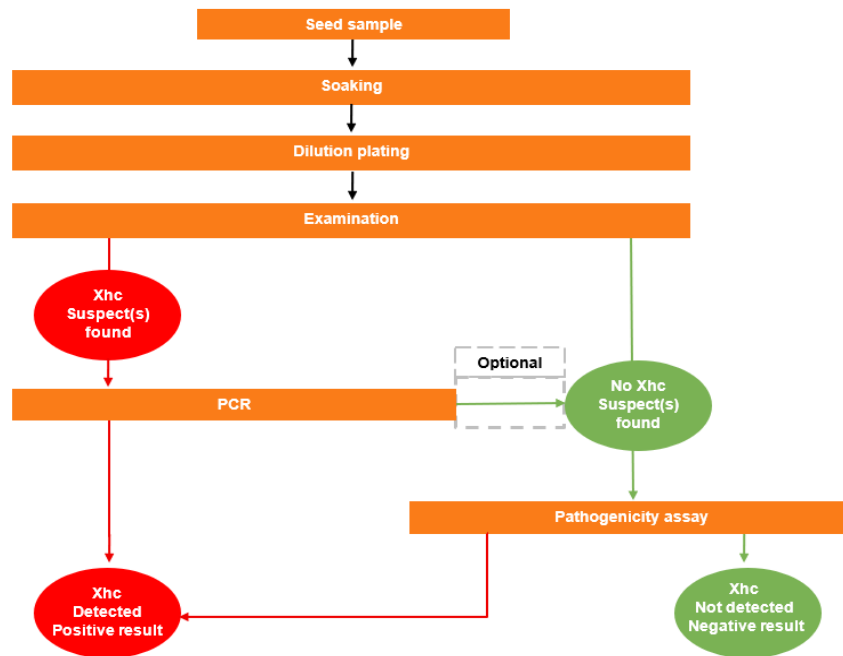 Seed sample
Soaking
Dilution plating
Examination
Xhc
Suspect(s)
found
Optional
No Xhc
Suspect(s)
found
PCR
Pathogenicity assay
Xhc
Detected
Positive result
Xhc
Not detected
Negative result